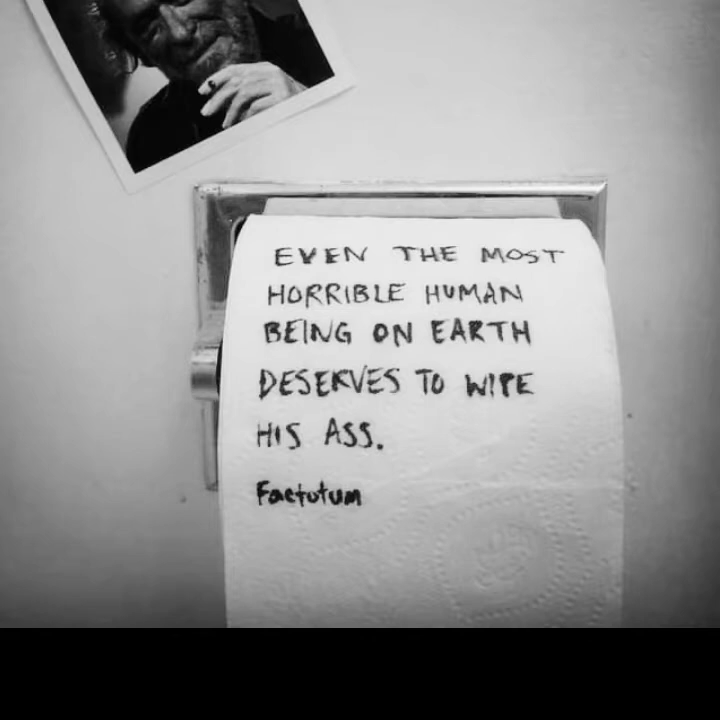 EVEN THE MOST
HORRIBLE HUMAN
BEING ON EARTH
DESERVES TO WIPE
HIS ASS.
Factotum